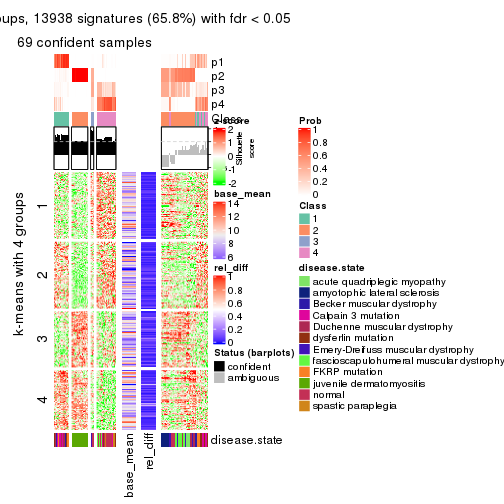 oups, 13938 signatures (65.8%) with fdr < 0.05
69 confident samples
p1
p2
p3
p4
Class
Silhouette
score
1
2
3
4
k-means with 4 groups
base_mean
rel_diff
disease.state
z-score
2
1
0
-1
-2
base_mean
14
12
10
8
6
rel_diff
1
0.8
0.6
0.4
0.2
0
Status (barplots)
confident
ambiguous
Prob
1
0.8
0.6
0.4
0.2
0
Class
1
2
3
4
disease.state
acute quadriplegic myopathy
amyotophic lateral sclerosis
Becker muscular dystrophy
Calpain 3 mutation
Duchenne muscular dystrophy
dysferlin mutation
Emery-Dreifuss muscular dystrophy
fascioscapulohumeral muscular dystrophy
FKRP mutation
juvenile dermatomyositis
normal
spastic paraplegia